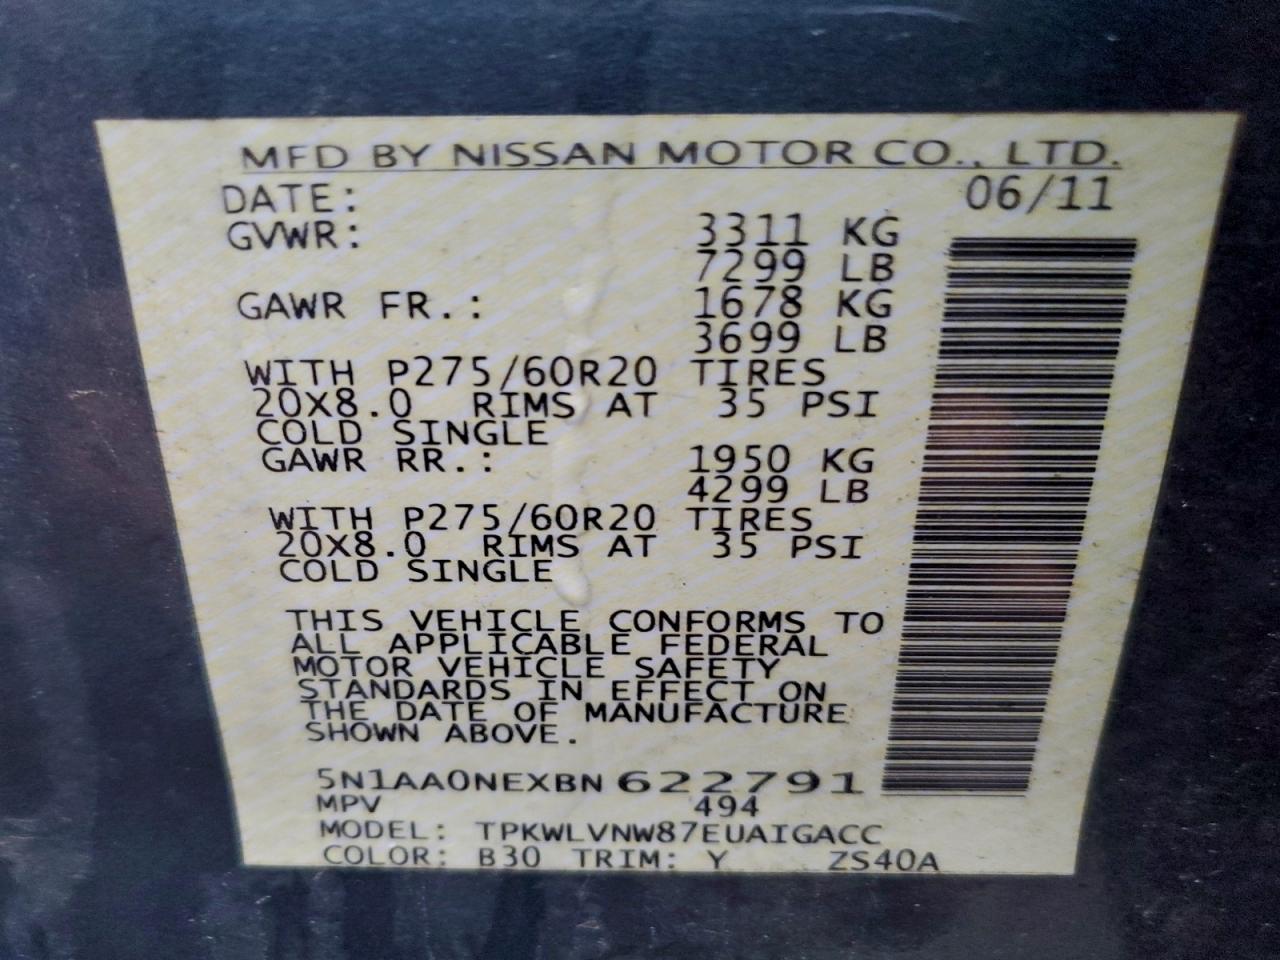 MFD BY NISSAN MOTOR CO., LTD.
DATE: 06/11
GVWR: 3311 KG
7299 LB
GAWR FR.: 1678 KG
3699 LB
WITH P275/60R20 TIRES
20X8.0 RIMS AT 35 PSI
COLD SINGLE
GAWR RR.: 1950 KG
4299 LB
WITH P275/60R20 TIRES
20X8.0 RIMS AT 35 PSI
COLD SINGLE
THIS VEHICLE CONFORMS TO
ALL APPLICABLE FEDERAL
MOTOR VEHICLE SAFETY
STANDARDS IN EFFECT ON
THE DATE OF MANUFACTURE
SHOWN ABOVE.
5N1AA0NEXBN622791
MPV 494
MODEL: TPKWLVNW87EUAIGACC
COLOR: B30 TRIM: Y ZS40A